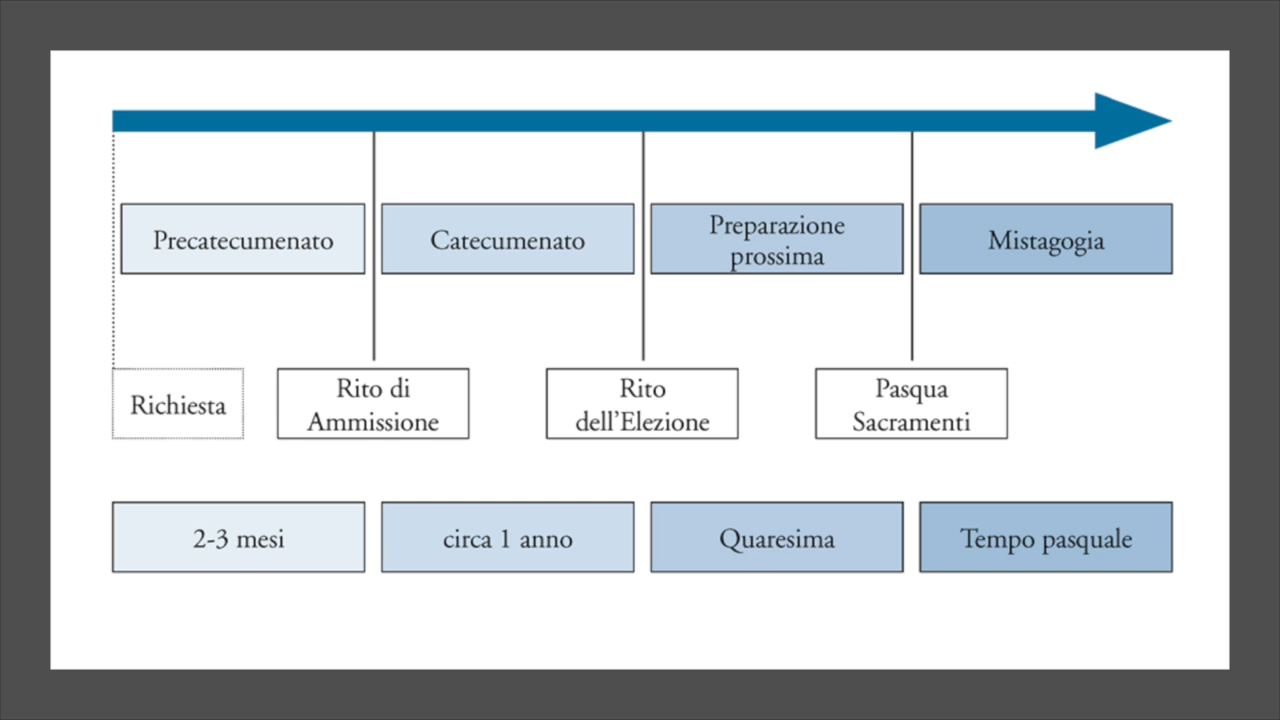 Precatecumenato
Catecumenato
Preparazione
prossima
Mistagogia
Richiesta
Rito di
Ammissione
Rito
dell’Elezione
Pasqua
Sacramenti
2-3 mesi
circa 1 anno
Quaresima
Tempo pasquale